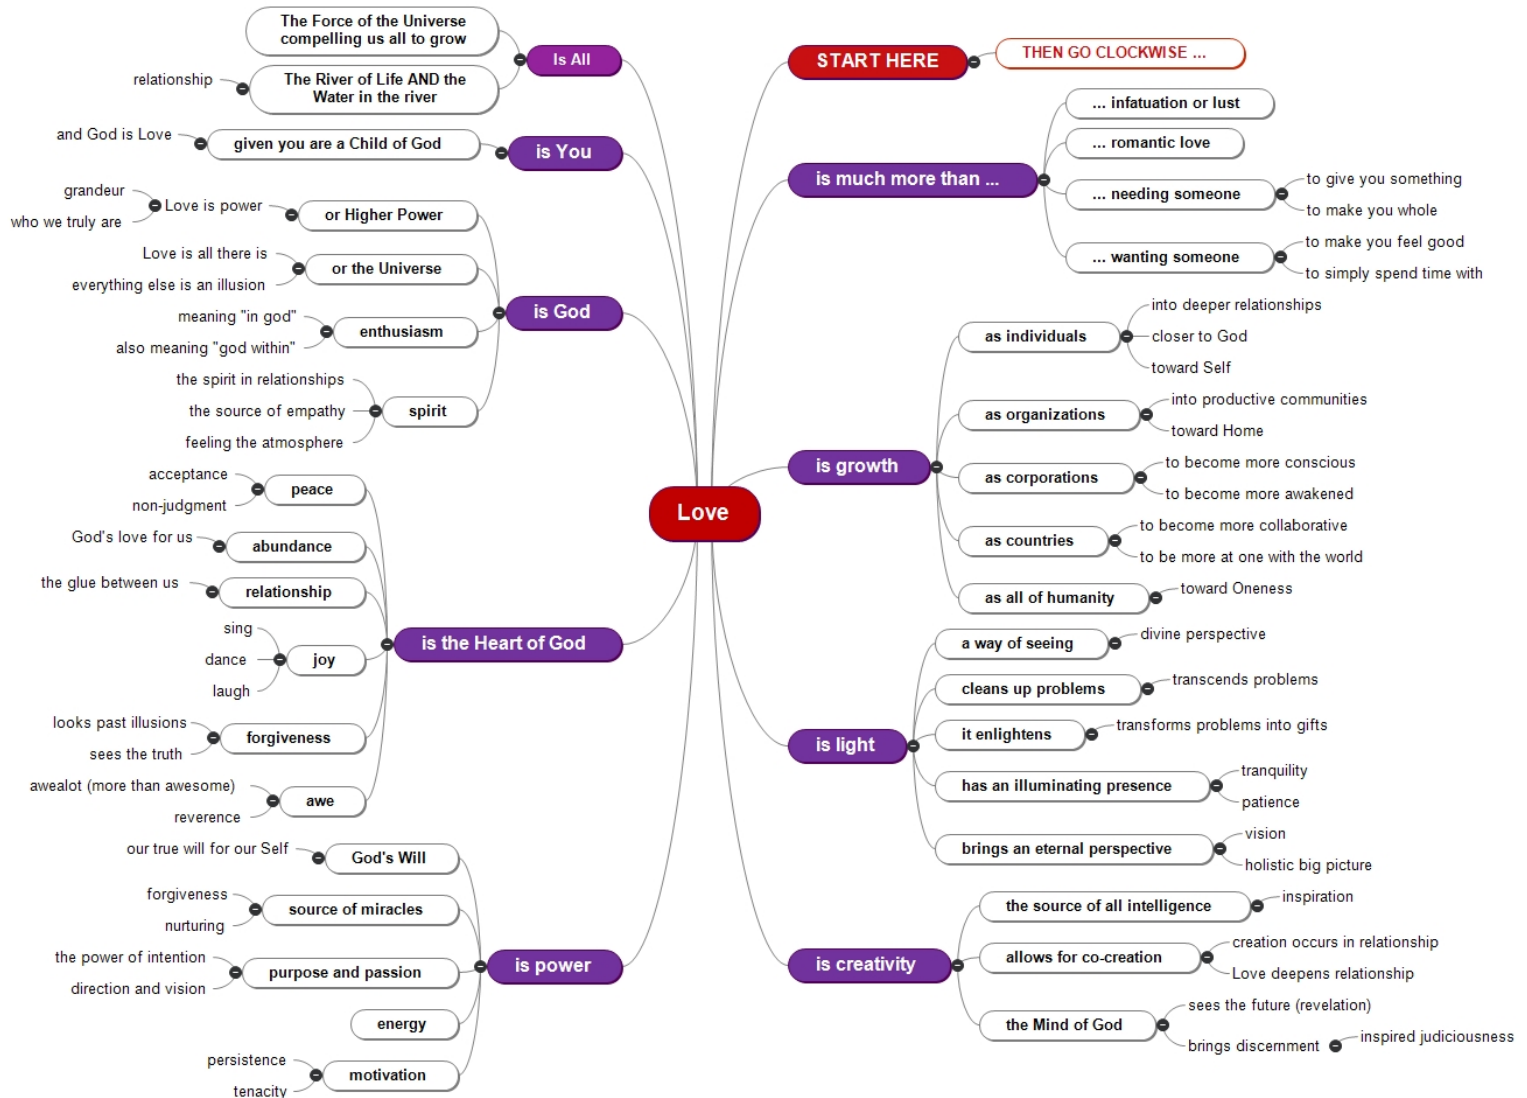 Love
START HERE
THEN GO CLOCKWISE ...
is much more than ...
... infatuation or lust
... romantic love
... needing someone
to give you something
to make you whole
... wanting someone
to make you feel good
to simply spend time with
is growth
as individuals
into deeper relationships
closer to God
toward Self
as organizations
into productive communities
toward Home
as corporations
to become more conscious
to become more awakened
as countries
to become more collaborative
to be more at one with the world
as all of humanity
toward Oneness
is light
a way of seeing
divine perspective
cleans up problems
transcends problems
it enlightens
transforms problems into gifts
has an illuminating presence
tranquility
patience
brings an eternal perspective
vision
holistic big picture
is creativity
the source of all intelligence
inspiration
allows for co-creation
creation occurs in relationship
Love deepens relationship
the Mind of God
sees the future (revelation)
brings discernment
inspired judiciousness
is power
God's Will
our true will for our Self
source of miracles
forgiveness
nurturing
purpose and passion
the power of intention
direction and vision
energy
motivation
persistence
tenacity
is the Heart of God
peace
acceptance
non-judgment
abundance
God's love for us
relationship
the glue between us
joy
sing
dance
laugh
forgiveness
looks past illusions
sees the truth
awe
awealot (more than awesome)
reverence
is God
or Higher Power
Love is power
grandeur
who we truly are
or the Universe
Love is all there is
everything else is an illusion
enthusiasm
meaning "in god"
also meaning "god within"
spirit
the spirit in relationships
the source of empathy
feeling the atmosphere
is You
given you are a Child of God
and God is Love
Is All
The Force of the Universe
compelling us all to grow
The River of Life AND the
Water in the river
relationship